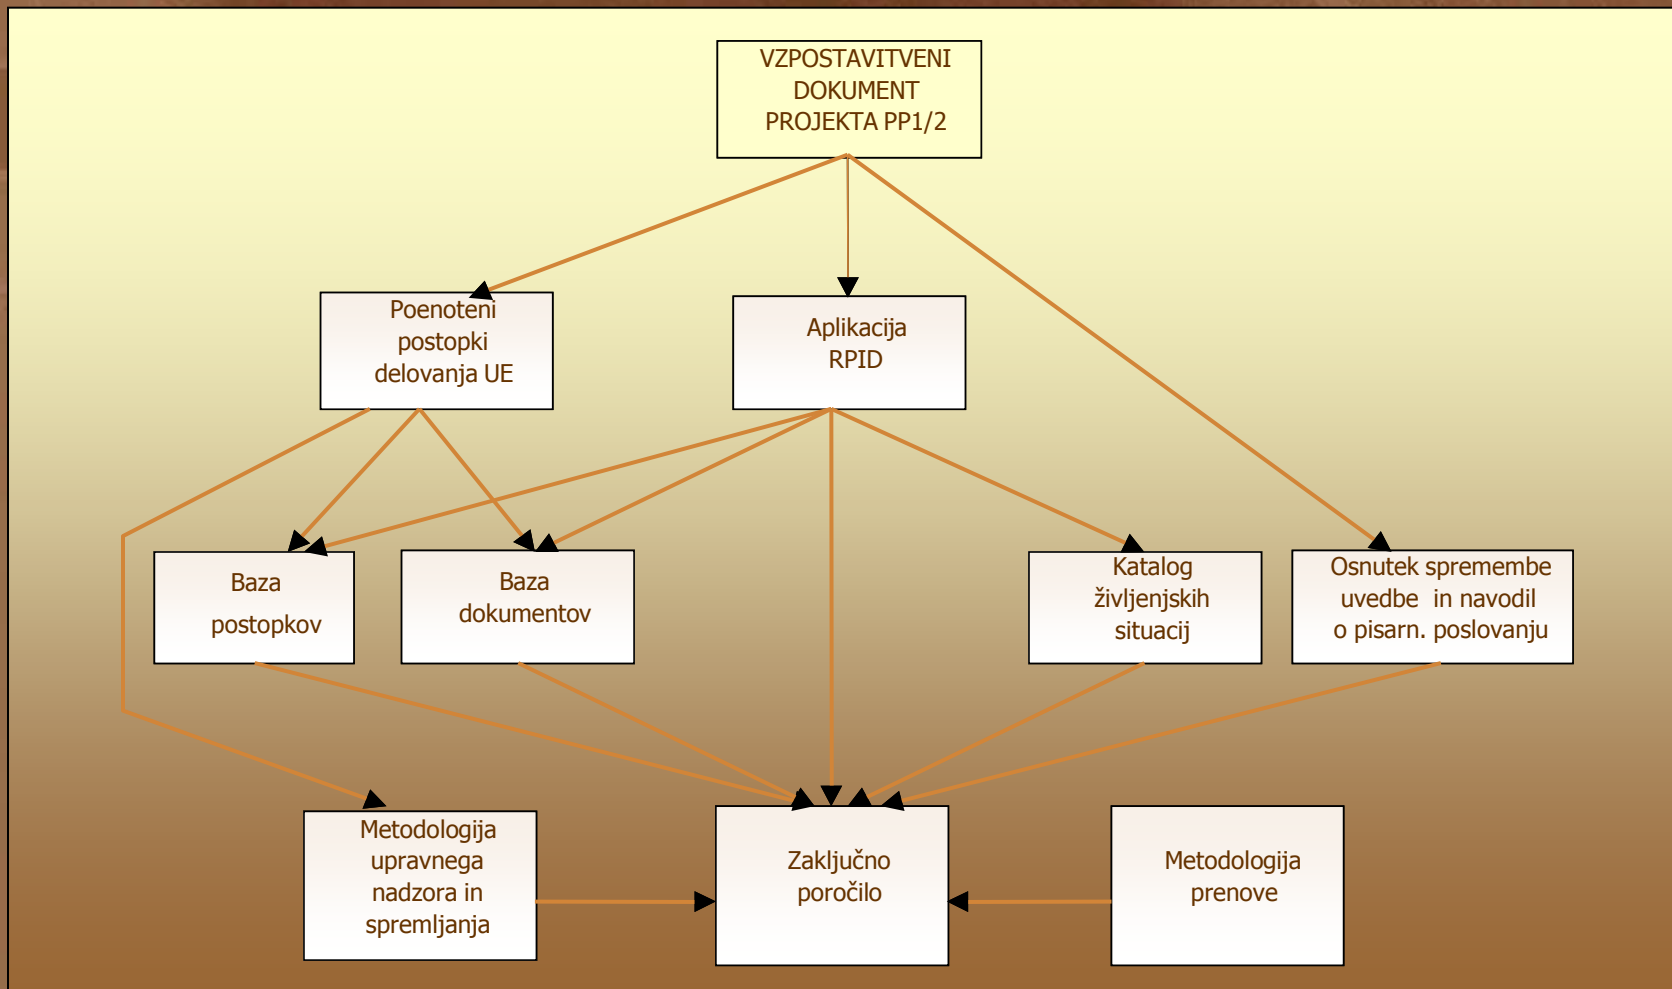 VZPOSTAVITVENI
DOKUMENT
PROJEKTA PP1/2
Poenoteni
postopki
delovanja UE
Aplikacija
RPID
Baza
postopkov
Baza
dokumentov
Katalog
življenjskih
situacij
Osnutek spremembe
uvedbe in navodil
o pisarn. poslovanju
Metodologija
upravnega
nadzora in
spremljanja
Zaključno
poročilo
Metodologija
prenove